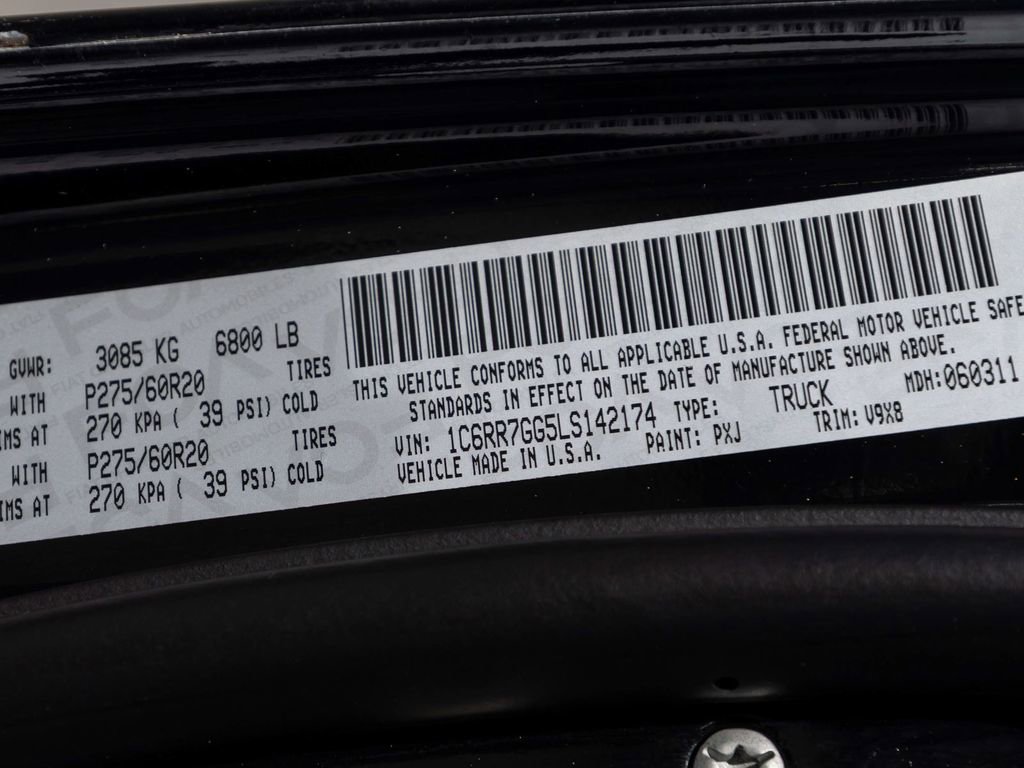 GVWR: 3085 KG 6800 LB
WITH P275/60R20 TIRES
IMS AT 270 KPA ( 39 PSI) COLD
WITH P275/60R20 TIRES
IMS AT 270 KPA ( 39 PSI) COLD
THIS VEHICLE CONFORMS TO ALL APPLICABLE U.S.A. FEDERAL MOTOR VEHICLE SAFE
STANDARDS IN EFFECT ON THE DATE OF MANUFACTURE SHOWN ABOVE.
VIN: 1C6RR7GG5LS142174 TYPE: TRUCK MDH:060311
VEHICLE MADE IN U.S.A. PAINT: PXJ TRIM: V9X8